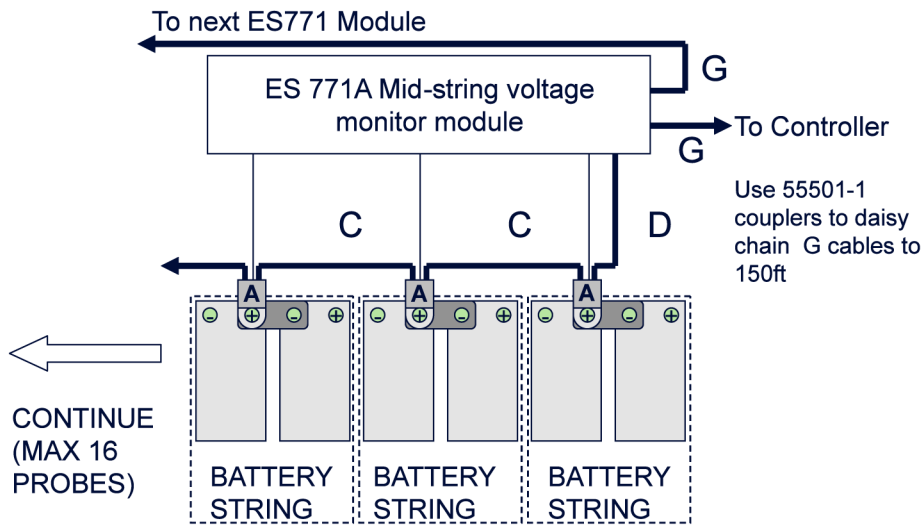 To next ES771 Module
G
ES 771A Mid-string voltage
monitor module
To Controller
G
Use 55501-1
couplers to daisy
chain G cables to
150ft
C
C
D
A
A
A
- + - +
- + - +
- + - +
CONTINUE
(MAX 16
PROBES)
BATTERY
STRING
BATTERY
STRING
BATTERY
STRING